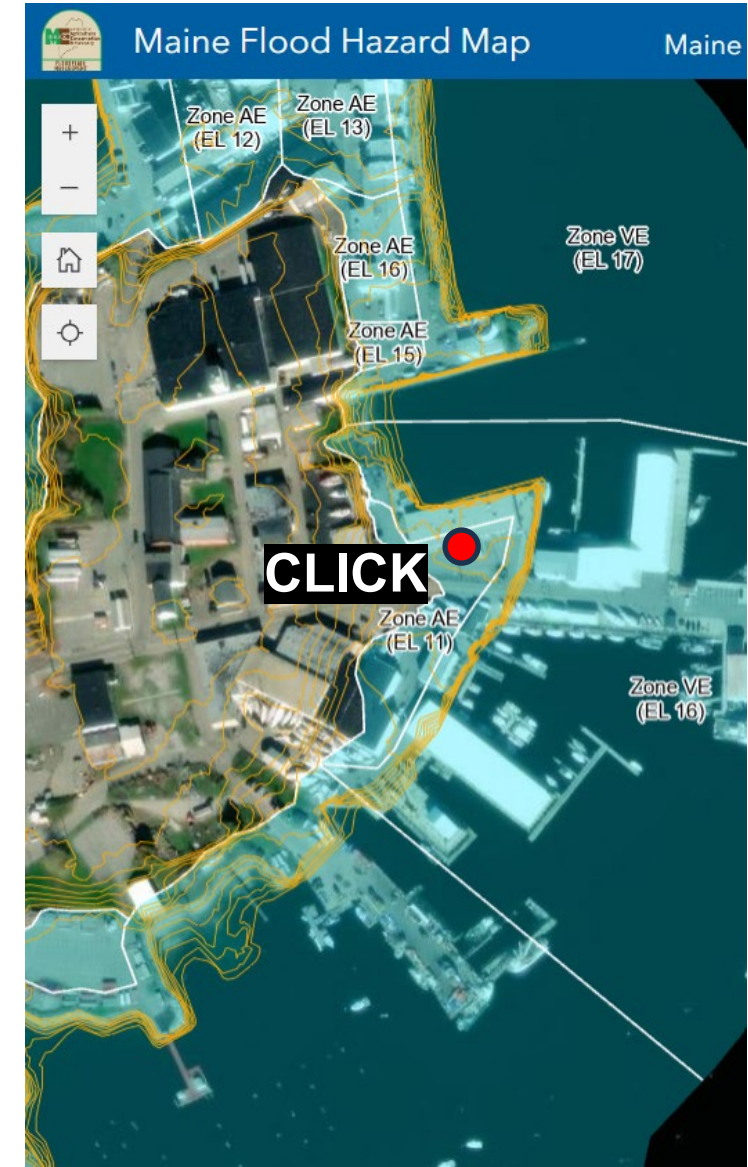 Maine Flood Hazard Map
Maine
+
−
Zone AE
(EL 12)
Zone AE
(EL 13)
Zone VE
(EL 17)
Zone AE
(EL 16)
Zone AE
(EL 15)
CLICK
Zone AE
(EL 11)
Zone VE
(EL 16)